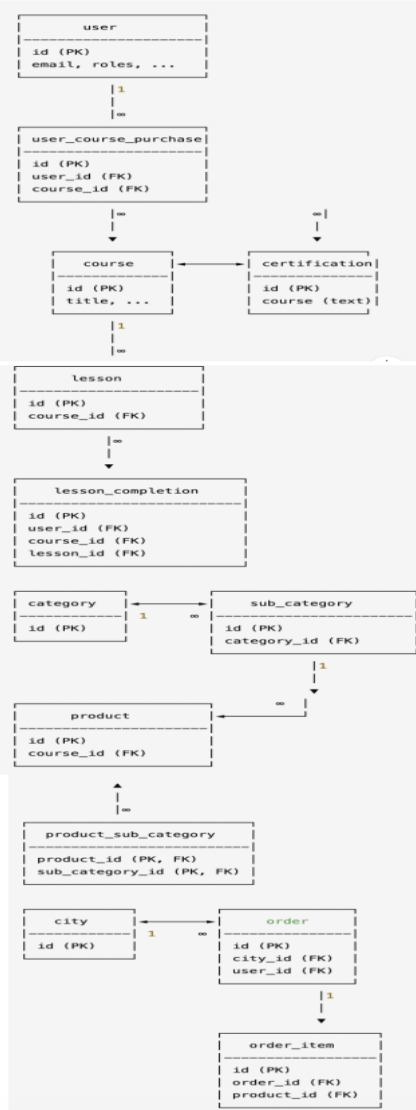 user
id (PK)
email, roles, ...
1
∞
user_course_purchase
id (PK)
user_id (FK)
course_id (FK)
∞
∞
course
id (PK)
title, ...
certification
id (PK)
course (text)
1
∞
lesson
id (PK)
course_id (FK)
∞
lesson_completion
id (PK)
user_id (FK)
course_id (FK)
lesson_id (FK)
category
id (PK)
1
∞
sub_category
id (PK)
category_id (FK)
1
∞
product
id (PK)
course_id (FK)
∞
product_sub_category
product_id (PK, FK)
sub_category_id (PK, FK)
city
id (PK)
1
∞
order
id (PK)
city_id (FK)
user_id (FK)
1
order_item
id (PK)
order_id (FK)
product_id (FK)